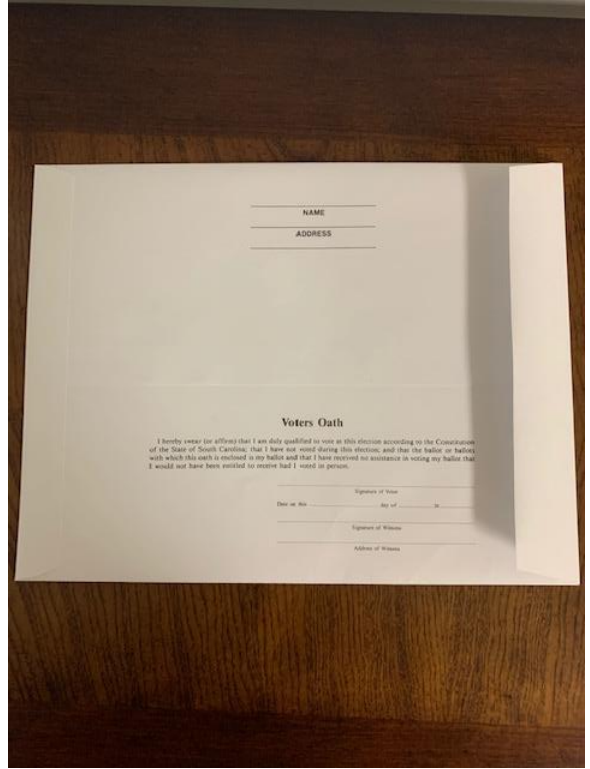 NAME
ADDRESS
Voters Oath
I hereby swear (or affirm) that I am duly qualified to vote at this election according to the Constitution
of the State of South Carolina; that I have not voted during this election; and that the ballot or ballots
with which this oath is enclosed is my ballot and that I have received no assistance in voting my ballot that
I would not have been entitled to receive had I voted in person.
Signature of Voter
Date on this day of
Signature of Witness
Address of Witness